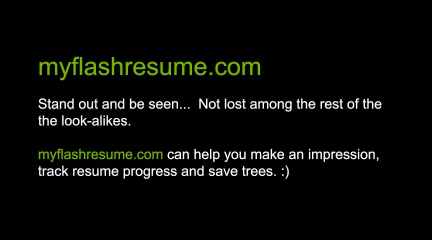 myflashresume.com
Stand out and be seen...  Not lost among the rest of the
the look-alikes.
myflashresume.com can help you make an impression,
track resume progress and save trees. :)